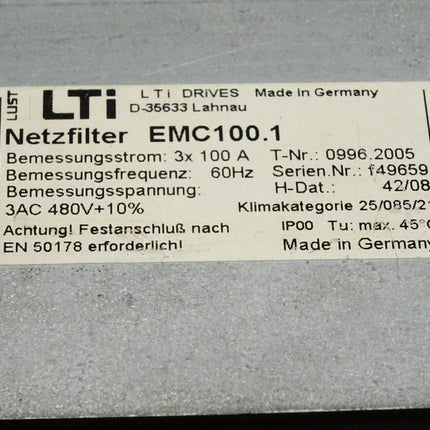 LUST
LTi LTi DRiVES Made in Germany
D-35633 Lahnau
Netzfilter EMC100.1
Bemessungsstrom: 3x 100 A T-Nr.: 0996.2005
Bemessungsfrequenz: 60Hz Serien.Nr.: f49659
Bemessungsspannung: H-Dat.: 42/08
3AC 480V+10% Klimakategorie 25/085/21
Achtung! Festanschluß nach IP00 Tu: max. 45°C
EN 50178 erforderlich! Made in Germany